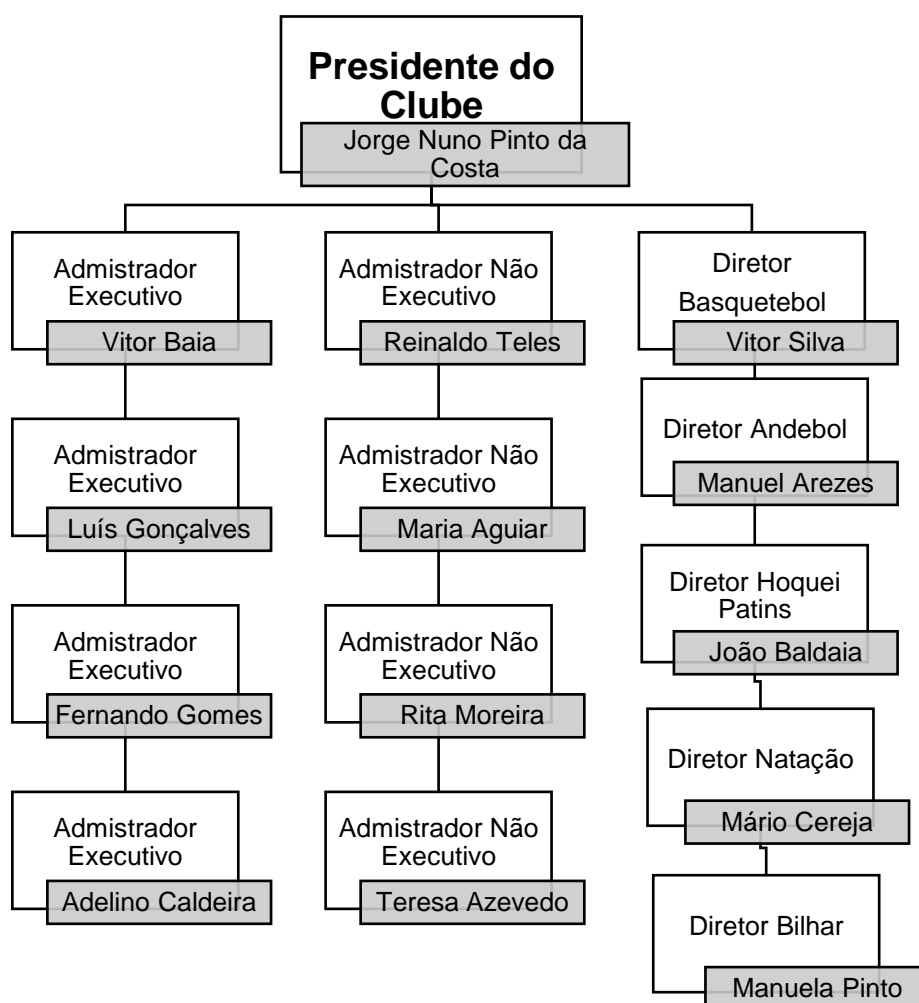 Presidente do
Clube
Jorge Nuno Pinto da
Costa
Admistrador
Executivo
Vitor Baia
Admistrador
Executivo
Luís Gonçalves
Admistrador
Executivo
Fernando Gomes
Admistrador
Executivo
Adelino Caldeira
Admistrador Não
Executivo
Reinaldo Teles
Admistrador Não
Executivo
Maria Aguiar
Admistrador Não
Executivo
Rita Moreira
Admistrador Não
Executivo
Teresa Azevedo
Diretor
Basquetebol
Vitor Silva
Diretor Andebol
Manuel Arezes
Diretor Hoquei
Patins
João Baldaia
Diretor Natação
Mário Cereja
Diretor Bilhar
Manuela Pinto